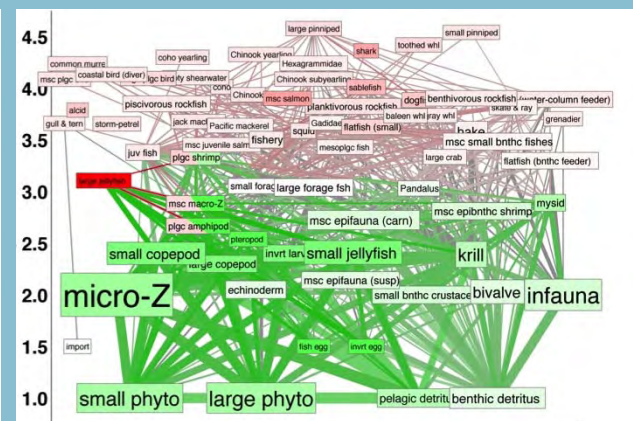 4.5
large pinniped
small pinniped
shark
toothed whl
coho yearling
Chinook yearling
Hexagrammidae
common murre
4.0
msc plgc
coastal bird (diver)
plgc bird
shearwater
Chinook subyearling
sablefish
msc salmon
dogfi
benthivorous rockfish
(water-column feeder)
skate & ray
alcid
piscivorous rockfish
Chinook
planktivorous rockfish
grenadier
gull & tern
storm-petrel
jack mac
Pacific mackerel
Gadidae
baleen whl
gray whl
squid
flatfish (small)
hake
3.5
fishery
msc small bnthc fishes
juv fish
msc juvenile salm
mesoplgc fish
plgc shrimp
large crab
flatfish (bnthc feeder)
large jellyfish
3.0
small forag
large forage fsh
Pandalus
msc macro-Z
mysid
msc epibnthc shrimp
plgc amphipod
msc epifauna (carn)
2.5
pteropod
small copepod
invrt larv
small jellyfish
krill
large copepod
msc epifauna (susp)
echinoderm
2.0
micro-Z
small bnthc crustace
bivalve
infauna
1.5
import
fish egg
invrt egg
1.0
small phyto
large phyto
pelagic detritu
benthic detritus